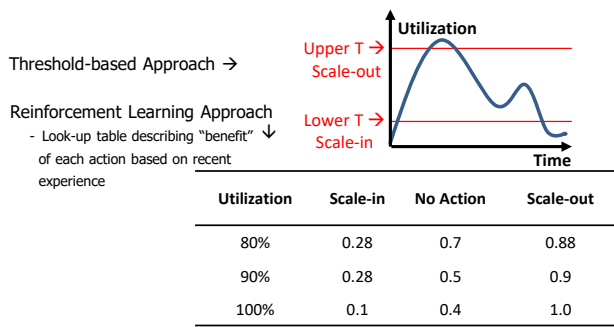 Utilization
Threshold-based Approach →
Upper T →
Scale-out
Reinforcement Learning Approach
- Look-up table describing “benefit” ↓
of each action based on recent
experience
Lower T →
Scale-in
Time
Utilization Scale-in No Action Scale-out
80% 0.28 0.7 0.88
90% 0.28 0.5 0.9
100% 0.1 0.4 1.0